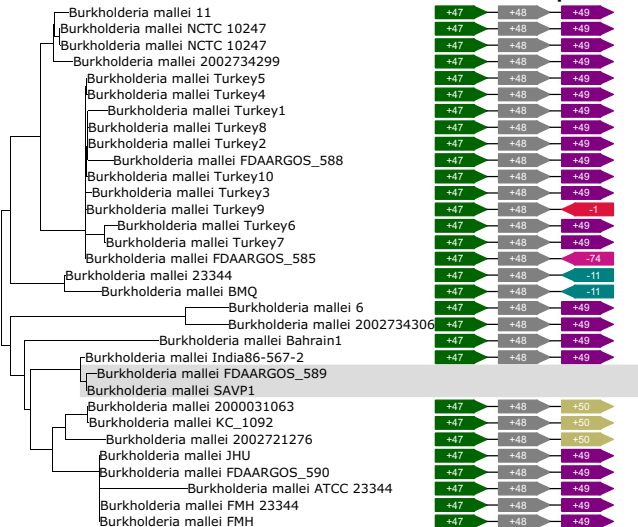 Burkholderia mallei 11 +47 +48 +49
Burkholderia mallei NCTC 10247 +47 +48 +49
Burkholderia mallei NCTC 10247 +47 +48 +49
Burkholderia mallei 2002734299 +47 +48 +49
Burkholderia mallei Turkey5 +47 +48 +49
Burkholderia mallei Turkey4 +47 +48 +49
Burkholderia mallei Turkey1 +47 +48 +49
Burkholderia mallei Turkey8 +47 +48 +49
Burkholderia mallei Turkey2 +47 +48 +49
Burkholderia mallei FDAARGOS_588 +47 +48 +49
Burkholderia mallei Turkey10 +47 +48 +49
Burkholderia mallei Turkey3 +47 +48 +49
Burkholderia mallei Turkey9 +47 +48 -1
Burkholderia mallei Turkey6 +47 +48 +49
Burkholderia mallei Turkey7 +47 +48 +49
Burkholderia mallei FDAARGOS_585 +47 +48 -74
Burkholderia mallei 23344 +47 +48 -11
Burkholderia mallei BMQ +47 +48 -11
Burkholderia mallei 6 +47 +48 +49
Burkholderia mallei 2002734306 +47 +48 +49
Burkholderia mallei Bahrain1 +47 +48 +49
Burkholderia mallei India86-567-2 +47 +48 +49
Burkholderia mallei FDAARGOS_589
Burkholderia mallei SAVP1
Burkholderia mallei 2000031063 +47 +48 +50
Burkholderia mallei KC_1092 +47 +48 +50
Burkholderia mallei 2002721276 +47 +48 +50
Burkholderia mallei JHU +47 +48 +49
Burkholderia mallei FDAARGOS_590 +47 +48 +49
Burkholderia mallei ATCC 23344 +47 +48 +49
Burkholderia mallei FMH 23344 +47 +48 +49
Burkholderia mallei FMH +47 +48 +49